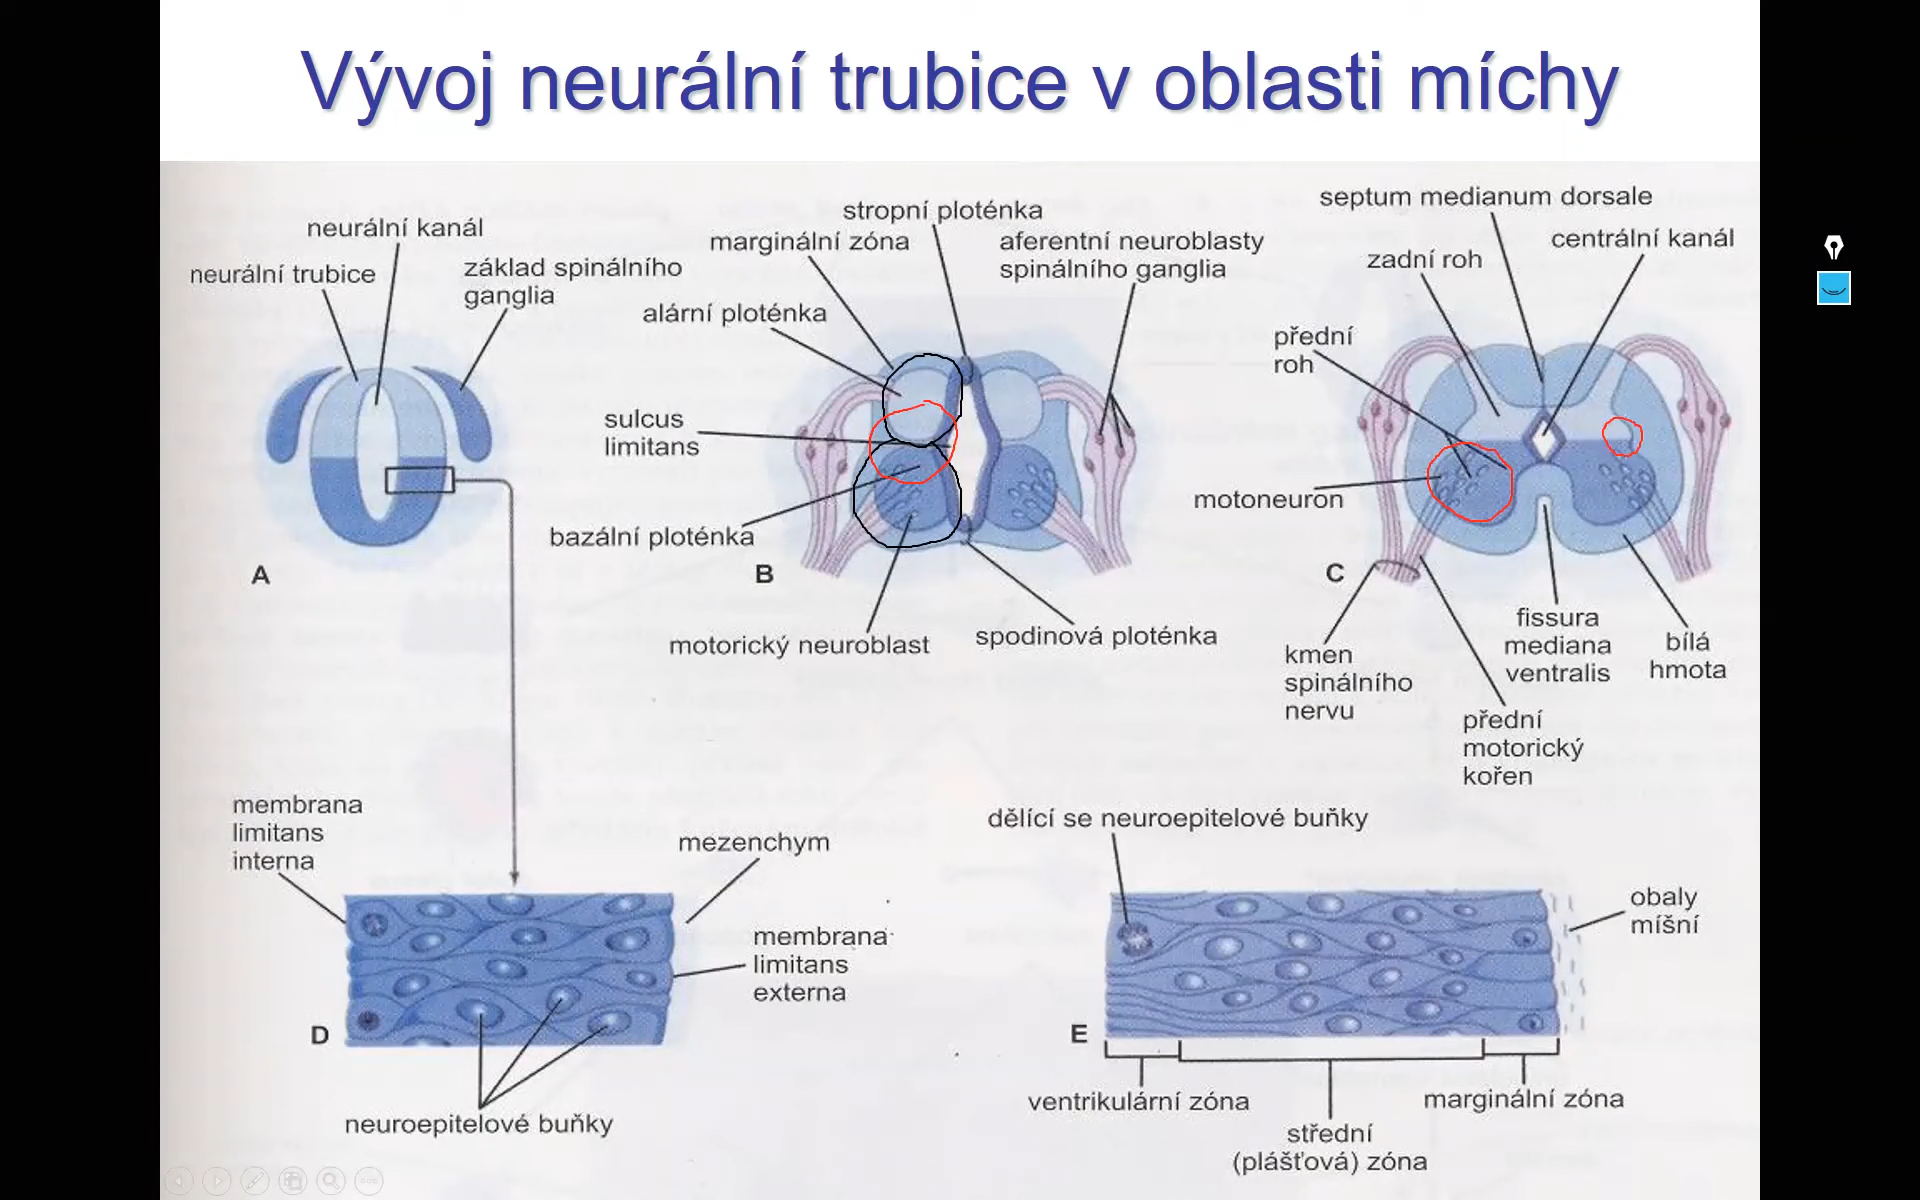 Vývoj neurální trubice v oblasti míchy
neurální kanál
neurální trubice
základ spinálního
ganglia
A
stropní ploténka
marginální zóna
alární ploténka
aferentní neuroblasty
spinálního ganglia
sulcus
limitans
bazální ploténka
B
motorický neuroblast
spodinová ploténka
septum medianum dorsale
centrální kanál
zadní roh
přední
roh
motoneuron
C
kmen
spinálního
nervu
přední
motorický
kořen
fissura
mediana
ventralis
bílá
hmota
membrana
limitans
interna
mezenchym
membrana
limitans
externa
D
neuroepitelové buňky
dělící se neuroepitelové buňky
obaly
míšní
E
ventrikulární zóna
střední
(plášťová) zóna
marginální zóna